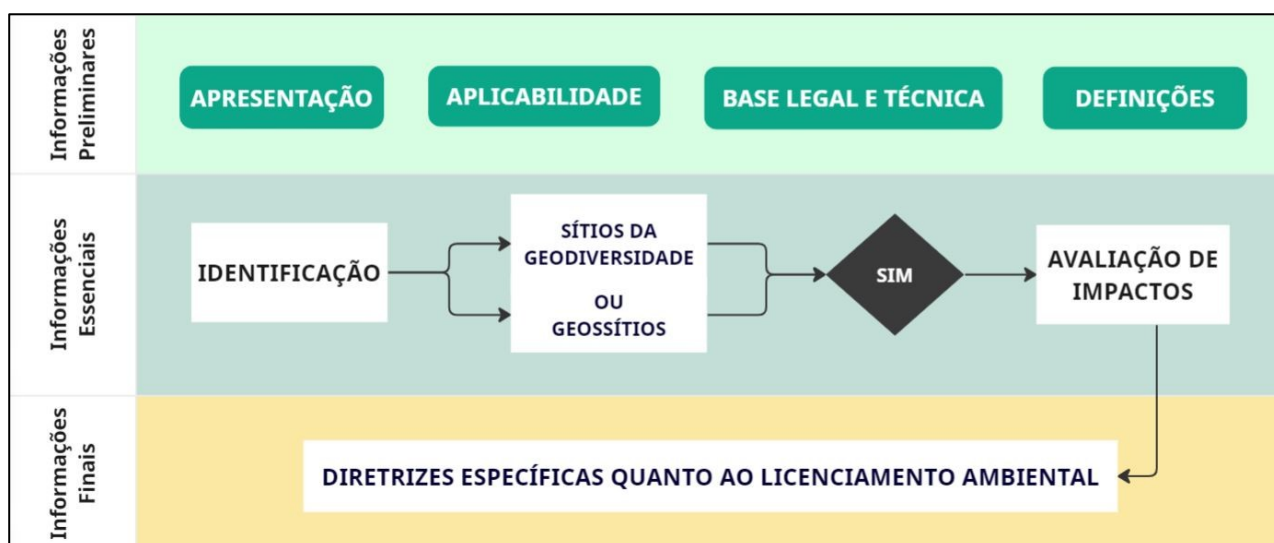 Informações
Preliminares
APRESENTAÇÃO
APLICABILIDADE
BASE LEGAL E TÉCNICA
DEFINIÇÕES
Informações
Essenciais
IDENTIFICAÇÃO
SÍTIOS DA
GEODIVERSIDADE
OU
GEOSSÍTIOS
SIM
AVALIAÇÃO DE
IMPACTOS
Informações
Finais
DIRETRIZES ESPECÍFICAS QUANTO AO LICENCIAMENTO AMBIENTAL